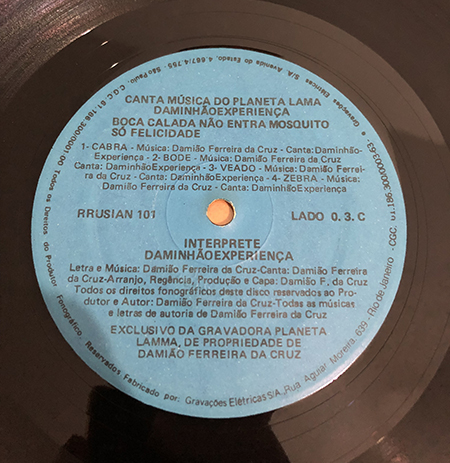 CANTA MÚSICA DO PLANETA LAMA
DAMINHÃOEXPERIENÇA
BOCA CALADA NÃO ENTRA MOSQUITO
SÓ FELICIDADE
1- CABRA - Música: Damião Ferreira da Cruz - Canta: Daminhão-
Experiença - 2- BODE - Música: Damião Ferreira da Cruz
Canta: DaminhãoExperiença - 3- VEADO - Música: Damião Ferrei-
ra da Cruz - Canta: DaminhãoExperiença - 4- ZEBRA - Música:
Damião Ferreira da Cruz - Canta: DaminhãoExperiença
RRUSIAN 101
LADO 0. 3. C
INTERPRETE
DAMINHÃOEXPERIENÇA
Letra e Música: Damião Ferreira da Cruz-Canta: Damião Ferreira
da Cruz-Arranjo, Regência, Produção e Capa: Damião F. da Cruz
Todos os direitos fonográficos deste disco reservados ao Pro-
dutor e Autor: Damião Ferreira da Cruz-Todas as músicas
e letras de autoria de Damião Ferreira da Cruz
EXCLUSIVO DA GRAVADORA PLANETA
LAMMA, DE PROPRIEDADE DE
DAMIÃO FERREIRA DA CRUZ
Todos os Direitos do Produtor Fonográfico Reservados Fabricado por: Gravações Elétricas S/A. Rua Aguiar Moreira, 639 - Rio de Janeiro - CGC.
Gravações Elétricas S/A. Avenida do Estado, 4.667/4.755 - São Paulo. C.G.C.